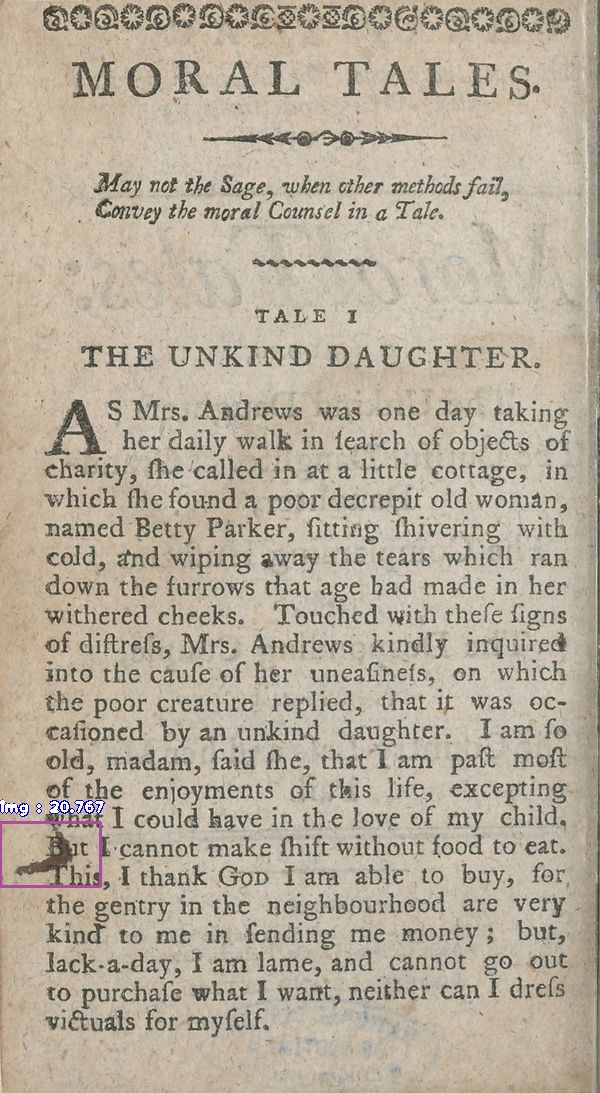 MORAL TALES.
May not the Sage, when other methods fail,
Convey the moral Counsel in a Tale.
TALE I
THE UNKIND DAUGHTER.
AS Mrs. Andrews was one day taking
her daily walk in ſearch of objects of
charity, ſhe called in at a little cottage, in
which ſhe found a poor decrepit old woman,
named Betty Parker, ſitting ſhivering with
cold, and wiping away the tears which ran
down the furrows that age had made in her
withered cheeks. Touched with theſe ſigns
of diſtreſs, Mrs. Andrews kindly inquired
into the cauſe of her uneaſineſs, on which
the poor creature replied, that it was oc-
caſioned by an unkind daughter. I am ſo
old, madam, ſaid ſhe, that I am paſt moſt
of the enjoyments of this life, excepting
img : 20.767
what I could have in the love of my child.
But I cannot make ſhift without food to eat.
This, I thank GOD I am able to buy, for
the gentry in the neighbourhood are very
kind to me in ſending me money; but,
lack-a-day, I am lame, and cannot go out
to purchaſe what I want, neither can I dreſs
victuals for myſelf.